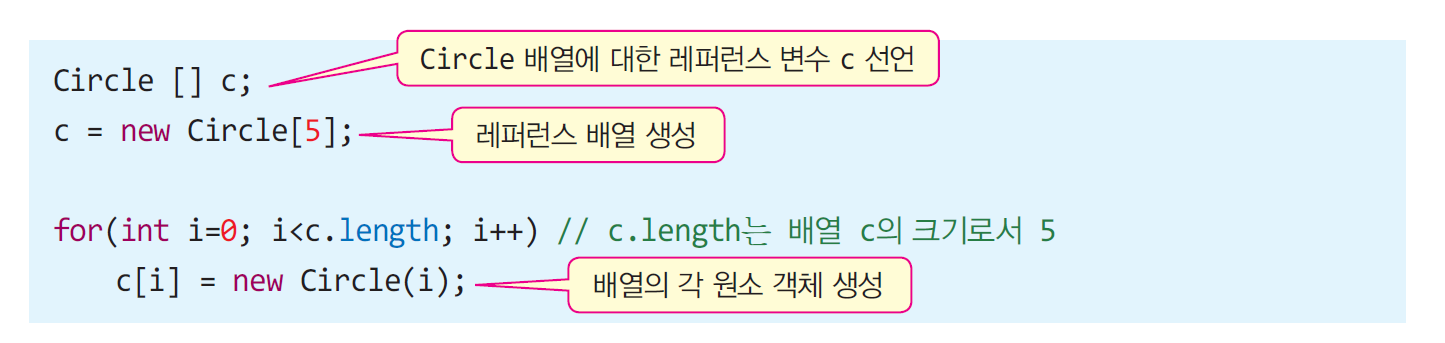 Circle 배열에 대한 레퍼런스 변수 c 선언
Circle [] c;
c = new Circle[5];
레퍼런스 배열 생성
for(int i=0; i<c.length; i++) // c.length는 배열 c의 크기로서 5
c[i] = new Circle(i);
배열의 각 원소 객체 생성